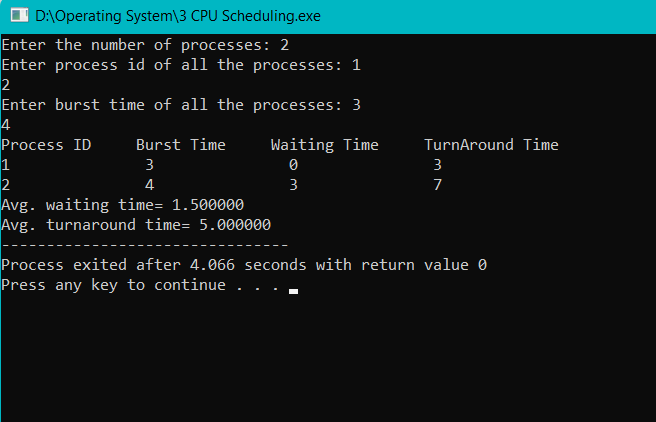 D:\Operating System\3 CPU Scheduling.exe
Enter the number of processes: 2
Enter process id of all the processes: 1
2
Enter burst time of all the processes: 3
4
Process ID     Burst Time     Waiting Time     TurnAround Time
1               3               0               3
2               4               3               7
Avg. waiting time= 1.500000
Avg. turnaround time= 5.000000
--------------------------------
Process exited after 4.066 seconds with return value 0
Press any key to continue . . .